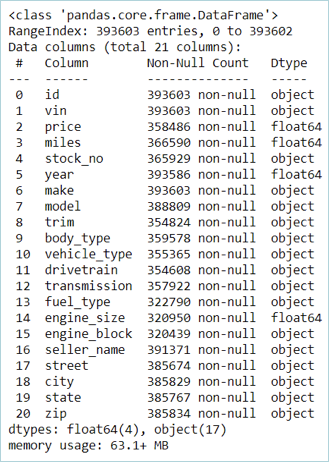 <class 'pandas.core.frame.DataFrame'>
RangeIndex: 393603 entries, 0 to 393602
Data columns (total 21 columns):
 #   Column        Non-Null Count   Dtype
---  ------        --------------   -----
 0   id            393603 non-null  object
 1   vin           393603 non-null  object
 2   price         358486 non-null  float64
 3   miles         366590 non-null  float64
 4   stock_no      365929 non-null  object
 5   year          393586 non-null  float64
 6   make          393603 non-null  object
 7   model         388809 non-null  object
 8   trim          354824 non-null  object
 9   body_type     359578 non-null  object
 10  vehicle_type  355365 non-null  object
 11  drivetrain    354608 non-null  object
 12  transmission  357922 non-null  object
 13  fuel_type     322790 non-null  object
 14  engine_size   320950 non-null  float64
 15  engine_block  320439 non-null  object
 16  seller_name   391371 non-null  object
 17  street        385674 non-null  object
 18  city          385829 non-null  object
 19  state         385767 non-null  object
 20  zip           385834 non-null  object
dtypes: float64(4), object(17)
memory usage: 63.1+ MB